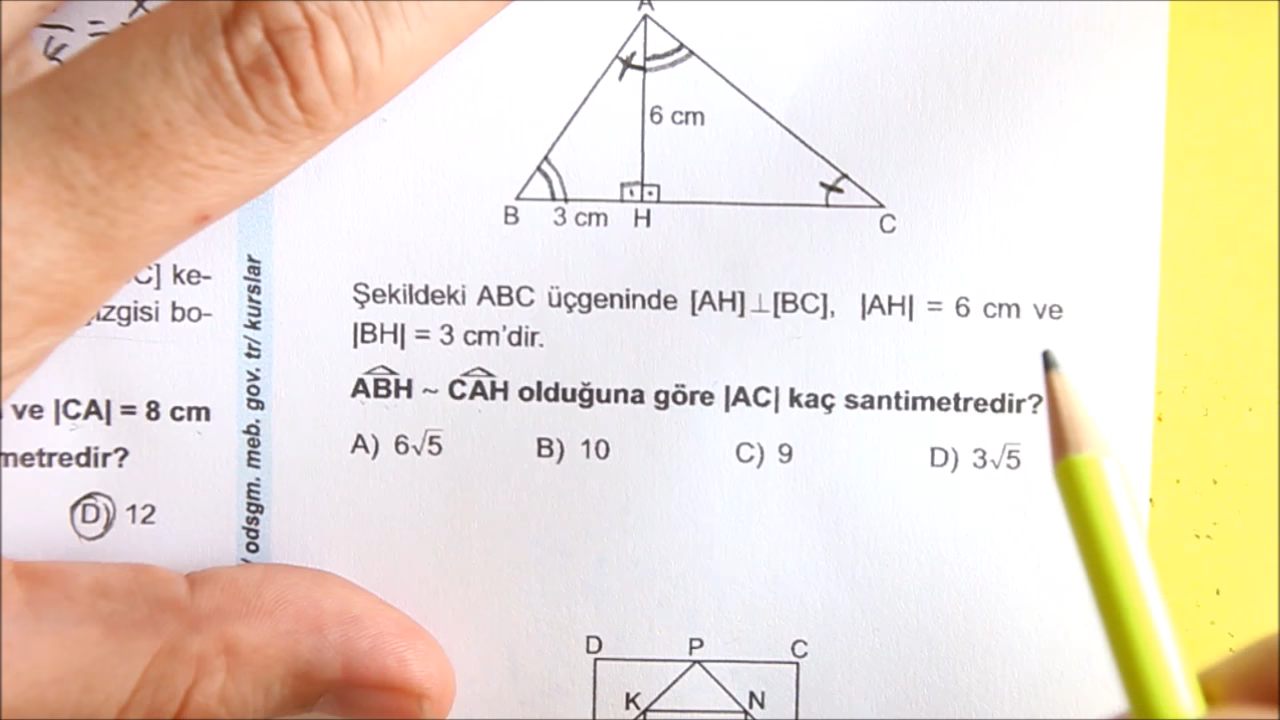 A
6 cm
B 3 cm H C
Şekildeki ABC üçgeninde [AH]⊥[BC], |AH| = 6 cm ve
|BH| = 3 cm'dir.
ABH ~ CAH olduğuna göre |AC| kaç santimetredir?
A) 6√5 B) 10 C) 9 D) 3√5
C] ke-
izgisi bo-
ve |CA| = 8 cm
metredir?
D) 12
odsgm. meb. gov. tr/ kurslar
D P C
K N